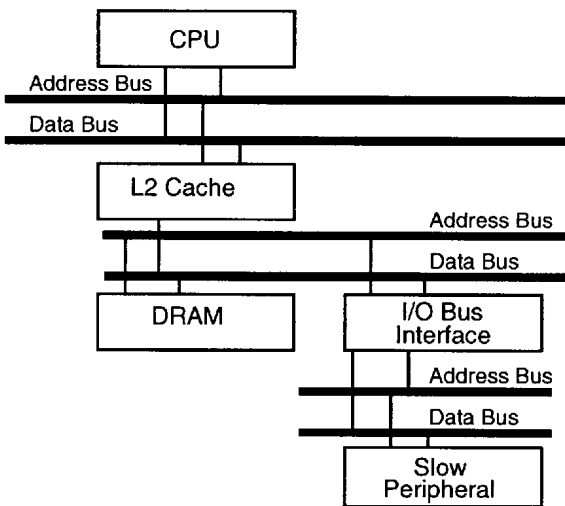 CPU
Address Bus
Data Bus
L2 Cache
Address Bus
Data Bus
DRAM
I/O Bus
Interface
Address Bus
Data Bus
Slow
Peripheral